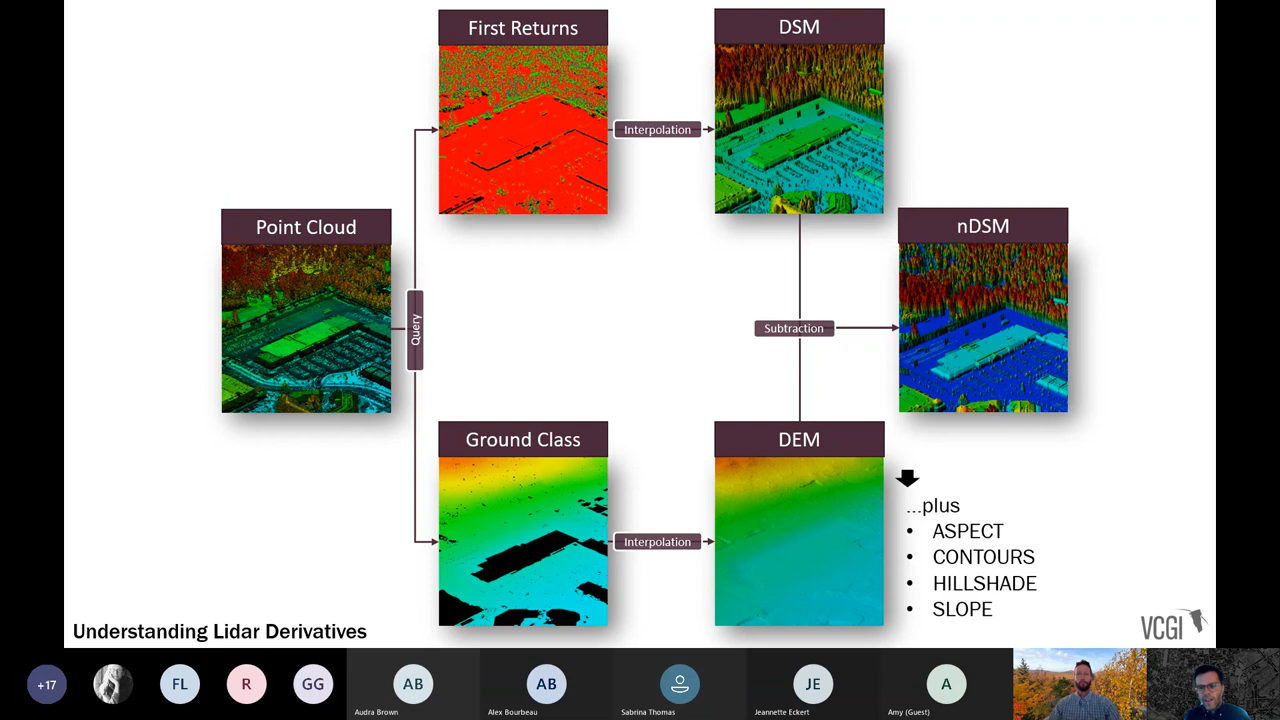 First Returns
DSM
Interpolation
Point Cloud
nDSM
Query
Subtraction
Ground Class
DEM
Interpolation
...plus
• ASPECT
• CONTOURS
• HILLSHADE
• SLOPE
Understanding Lidar Derivatives
VCGI
+17
FL
R
GG
AB
AB
JE
A
Audra Brown
Alex Bourbeau
Sabrina Thomas
Jeannette Eckert
Amy (Guest)